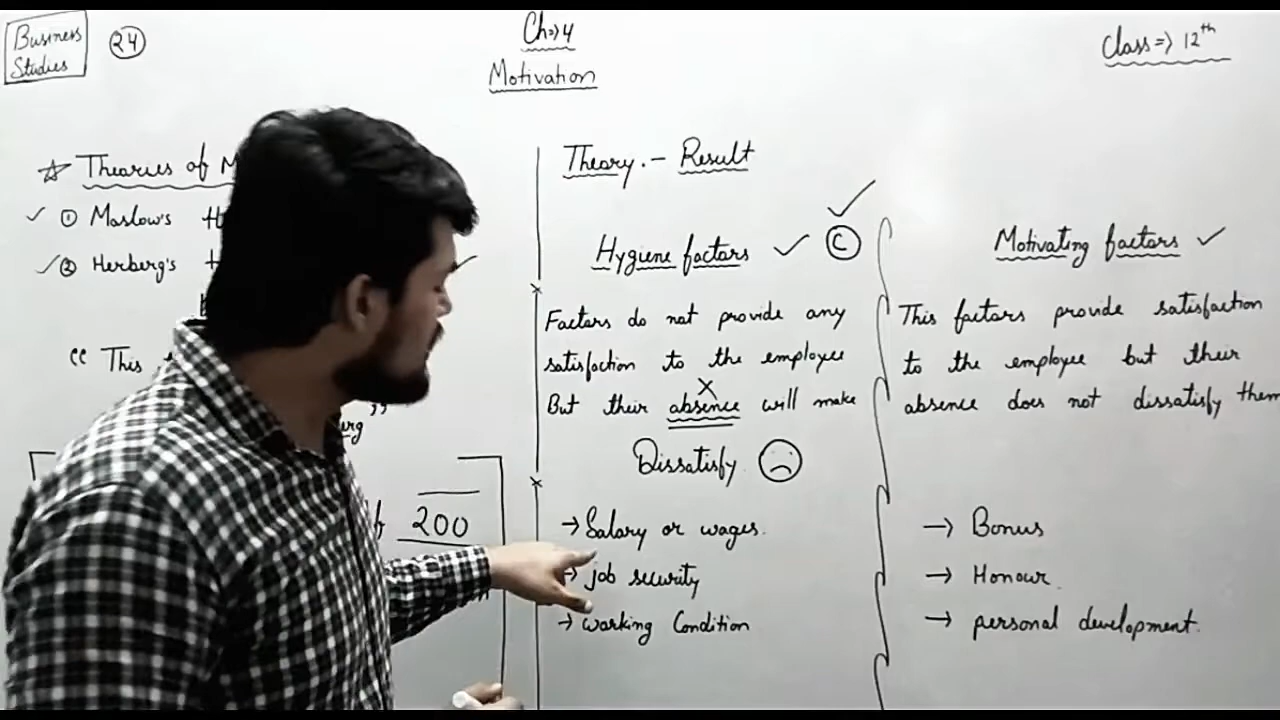 Business
Studies
24
Ch=>4
Motivation
Class=> 12th
Theories of M
① Maslow's H
② Herberg's
" This
"
erg
200
Theory. - Result
Hygiene factors
C
Factors do not provide any
satisfaction to the employee
But their absence will make
Dissatisfy
→ Salary or wages.
→ job security
→ working Condition
Motivating factors
This factors provide satisfaction
to the employee but their
absence does not dissatisfy them
→ Bonus
→ Honour
→ personal development.